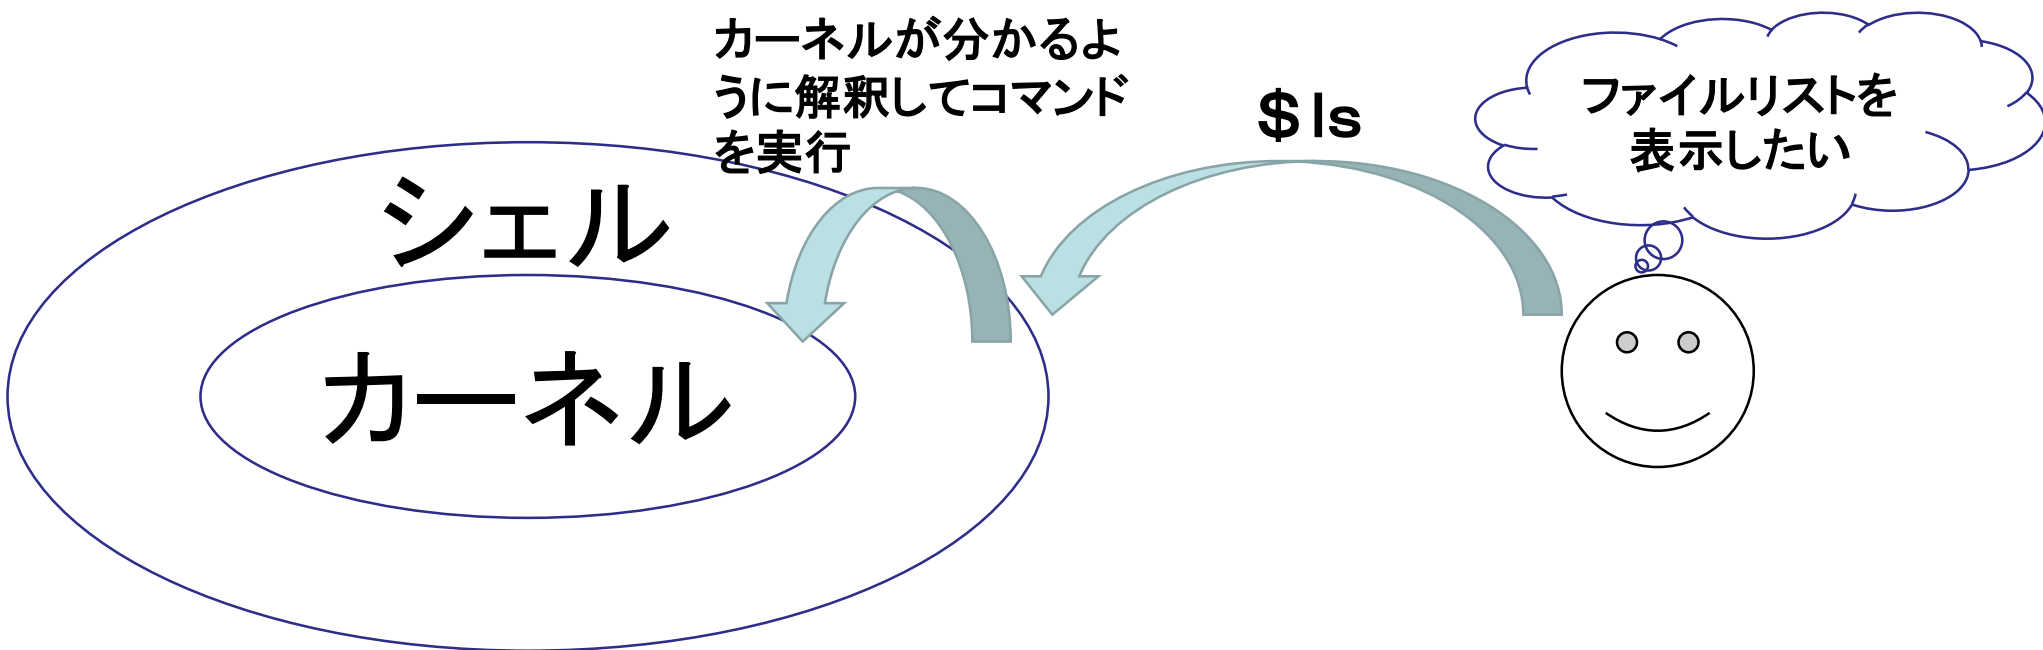 カーネルが分かるよ
うに解釈してコマンド
を実行
＄ls
ファイルリストを
表示したい
シェル
カーネル